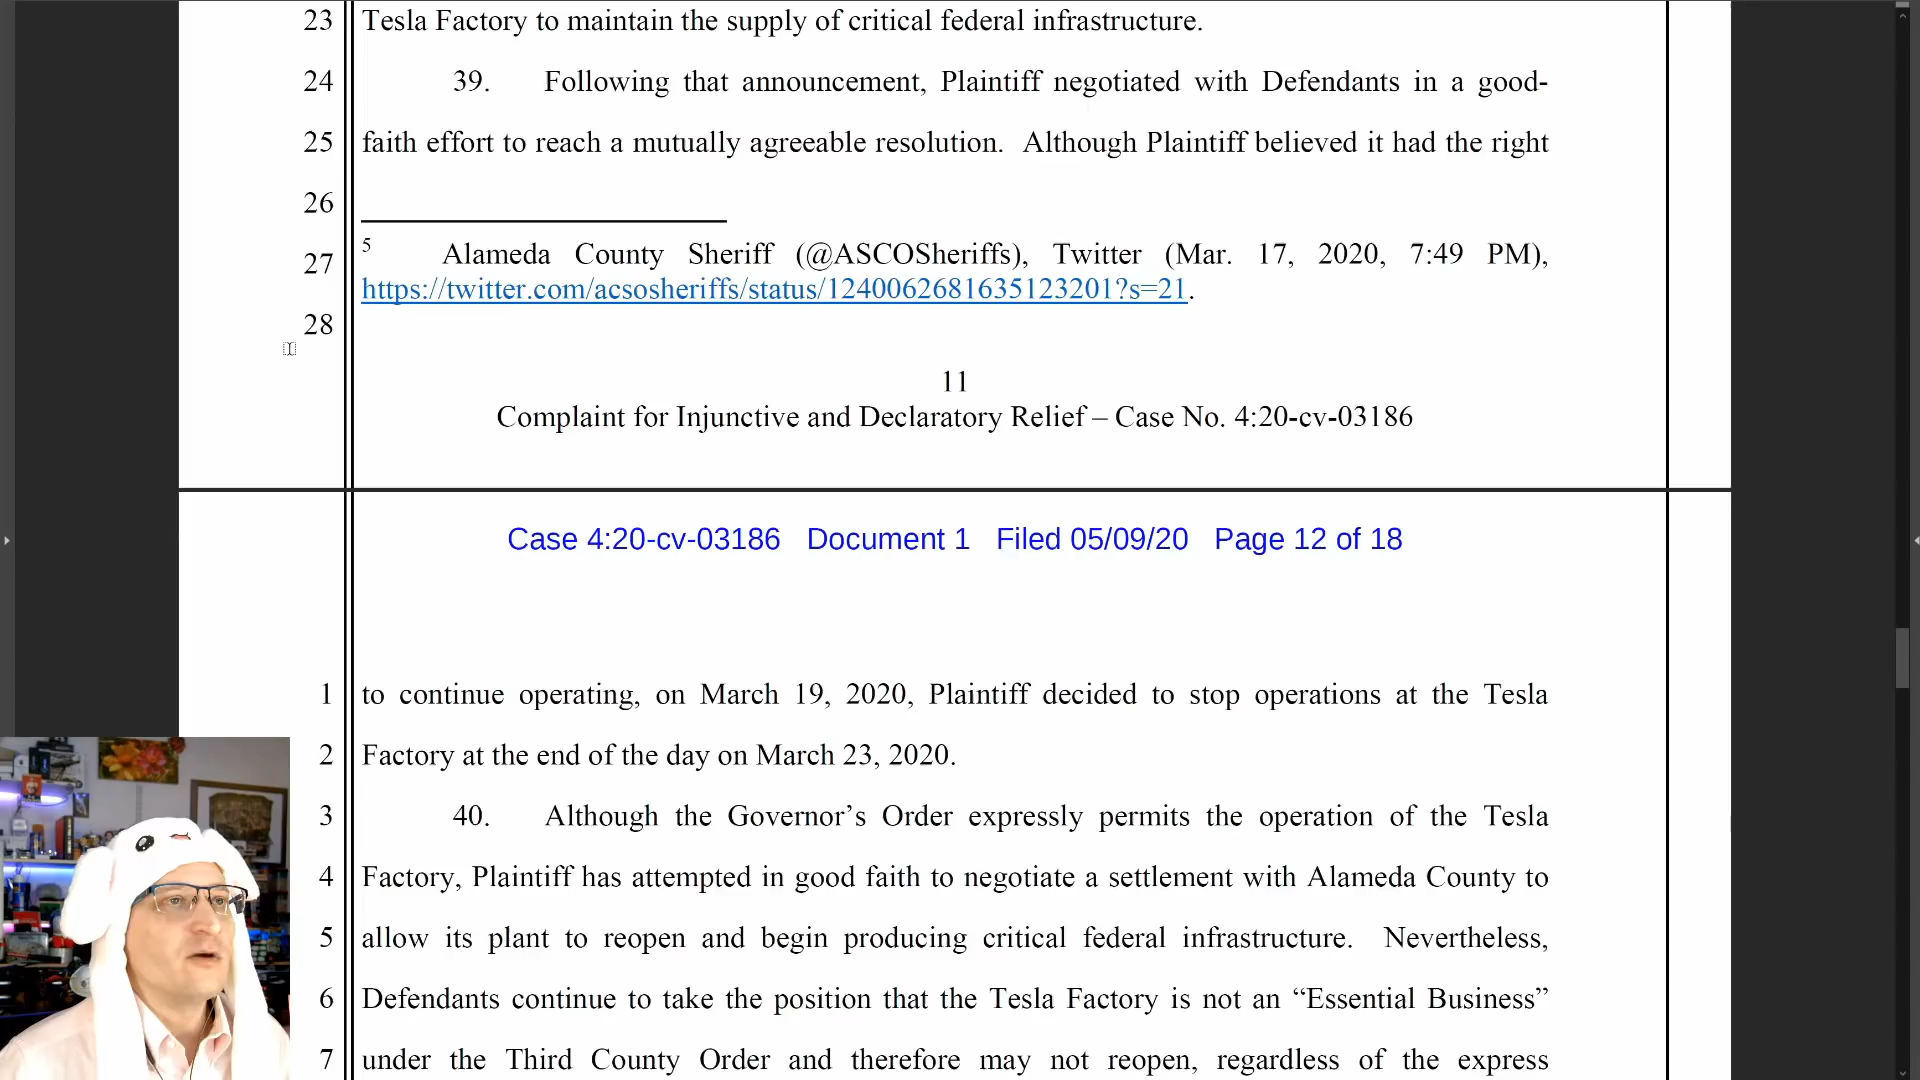 23 Tesla Factory to maintain the supply of critical federal infrastructure.
24 39. Following that announcement, Plaintiff negotiated with Defendants in a good-
25 faith effort to reach a mutually agreeable resolution. Although Plaintiff believed it had the right
26
5 Alameda County Sheriff (@ASCOSheriffs), Twitter (Mar. 17, 2020, 7:49 PM),
27
https://twitter.com/acsosheriffs/status/1240062681635123201?s=21.
28
11
Complaint for Injunctive and Declaratory Relief – Case No. 4:20-cv-03186
Case 4:20-cv-03186 Document 1 Filed 05/09/20 Page 12 of 18
1 to continue operating, on March 19, 2020, Plaintiff decided to stop operations at the Tesla
2 Factory at the end of the day on March 23, 2020.
3 40. Although the Governor’s Order expressly permits the operation of the Tesla
4 Factory, Plaintiff has attempted in good faith to negotiate a settlement with Alameda County to
5 allow its plant to reopen and begin producing critical federal infrastructure. Nevertheless,
6 Defendants continue to take the position that the Tesla Factory is not an “Essential Business”
7 under the Third County Order and therefore may not reopen, regardless of the express